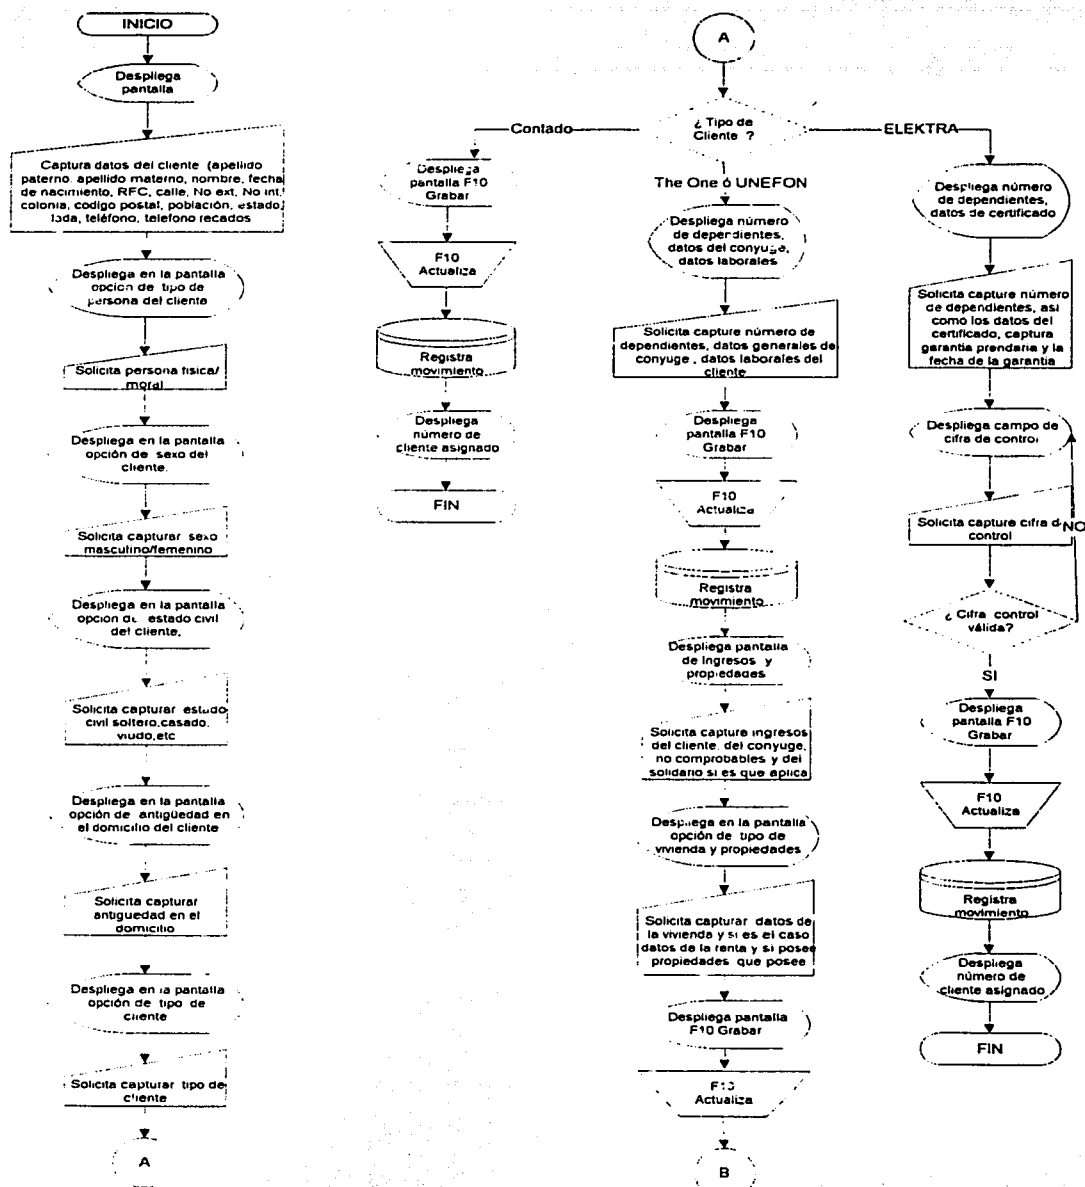 INICIO
Despliega
pantalla
Captura datos del cliente (apellido
paterno, apellido materno, nombre, fecha
de nacimiento, RFC, calle, No ext, No int,
colonia, código postal, población, estado,
lada, teléfono, telefono recados
Despliega en la pantalla
opción de tipo de
persona del cliente
Solicita persona fisica/
moral
Despliega en la pantalla
opción de sexo del
cliente.
Solicita capturar sexo
masculino/femenino
Despliega en la pantalla
opción de estado civil
del cliente,
Solicita capturar estado
civil soltero,casado,
viudo,etc
Despliega en la pantalla
opción de antigüedad en
el domicilio del cliente
Solicita capturar
antiguedad en el
domicilio
Despliega en la pantalla
opción de tipo de
cliente
Solicita capturar tipo de
cliente
A
A
¿ Tipo de
Cliente ?
Contado
Despliega
pantalla F10
Grabar
F10
Actualiza
Registra
movimiento
Despliega
número de
cliente asignado
FIN
The One ó UNEFON
Despliega número
de dependientes,
datos del conyuge,
datos laborales
Solicita capture número de
dependientes, datos generales de
conyuge , datos laborales del
cliente
Despliega
pantalla F10
Grabar
F10
Actualiza
Registra
movimiento
Despliega pantalla
de Ingresos y
propiedades
Solicita capture ingresos
del cliente, del conyuge,
no comprobables y del
solidario si es que aplica
Despliega en la pantalla
opción de tipo de
vivienda y propiedades
Solicita capturar datos de
la vivienda y si es el caso
datos de la renta y si posee
propiedades que posee
Despliega pantalla
F10 Grabar
F10
Actualiza
B
ELEKTRA
Despliega número
de dependientes,
datos de certificado
Solicita capture número
de dependientes, asi
como los datos del
certificado, captura
garantia prendaria y la
fecha de la garantia
Despliega campo de
cifra de control
Solicita capture cifra d
control
NO
¿ Cifra control
válida?
SI
Despliega
pantalla F10
Grabar
F10
Actualiza
Registra
movimiento
Despliega
número de
cliente asignado
FIN